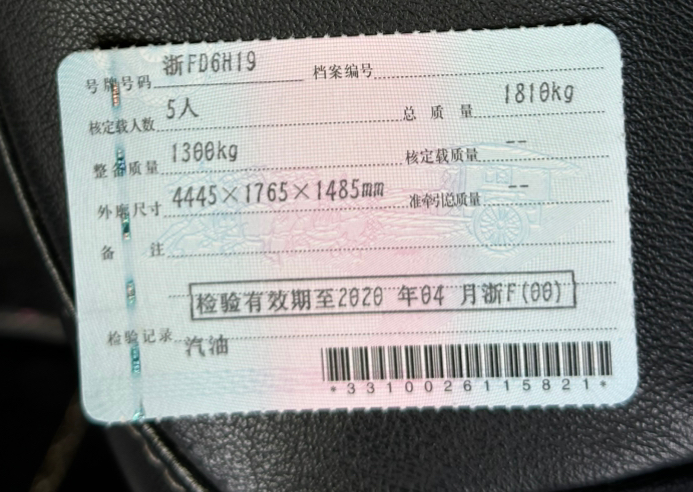 号牌号码 浙FD6H19 档案编号
核定载人数 5人 总质量 1810kg
整备质量 1300kg 核定载质量 --
外廓尺寸 4445×1765×1485mm 准牵引总质量 --
备注
检验有效期至2020 年04 月浙F(00)
检验记录 汽油
*3310026115821*